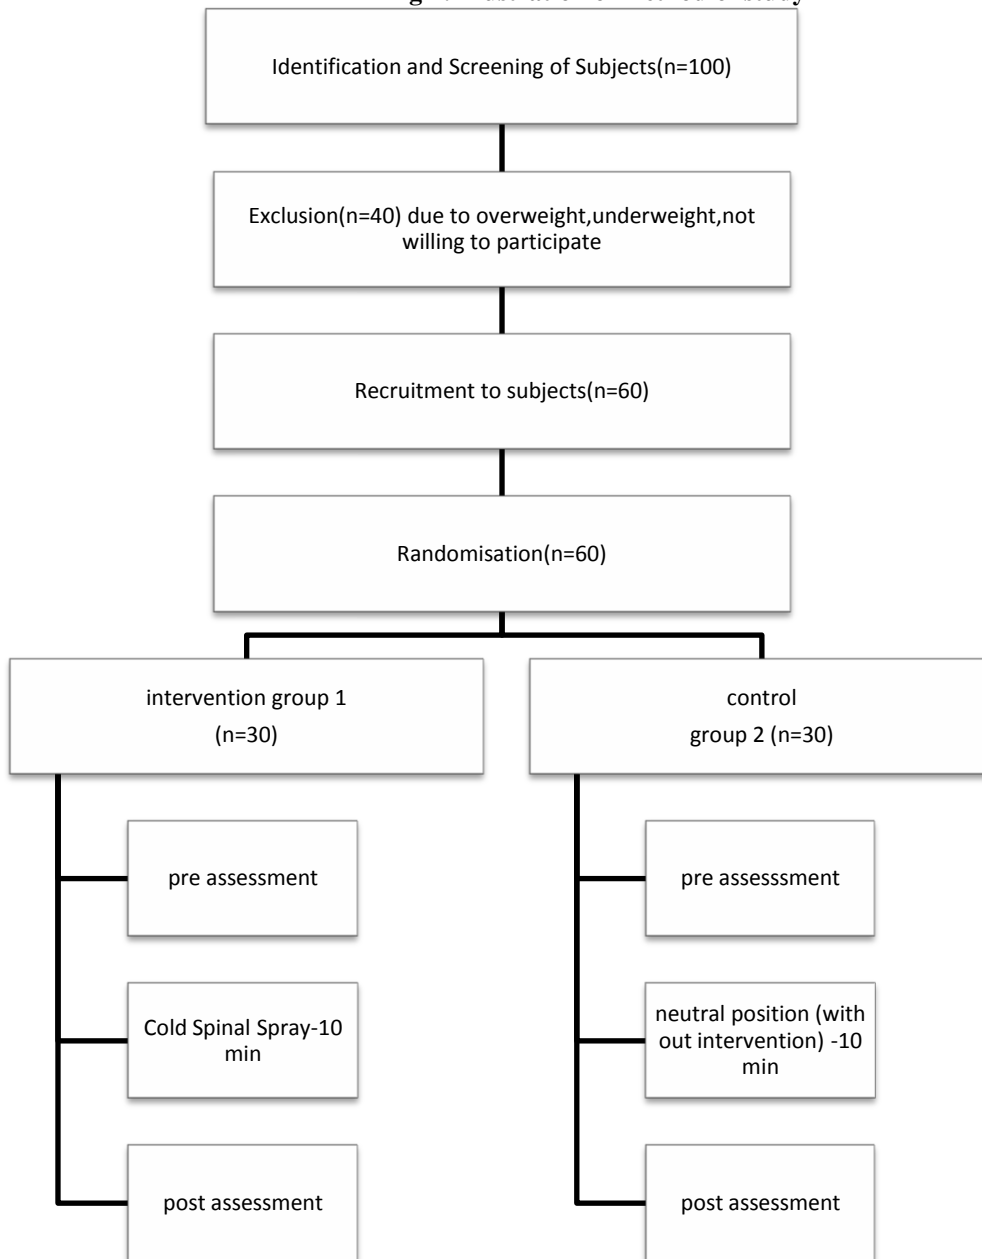 Identification and Screening of Subjects(n=100)
Exclusion(n=40) due to overweight,underweight,not
willing to participate
Recruitment to subjects(n=60)
Randomisation(n=60)
intervention group 1
(n=30)
control
group 2 (n=30)
pre assessment
Cold Spinal Spray-10
min
post assessment
pre assesssment
neutral position (with
out intervention) -10
min
post assessment